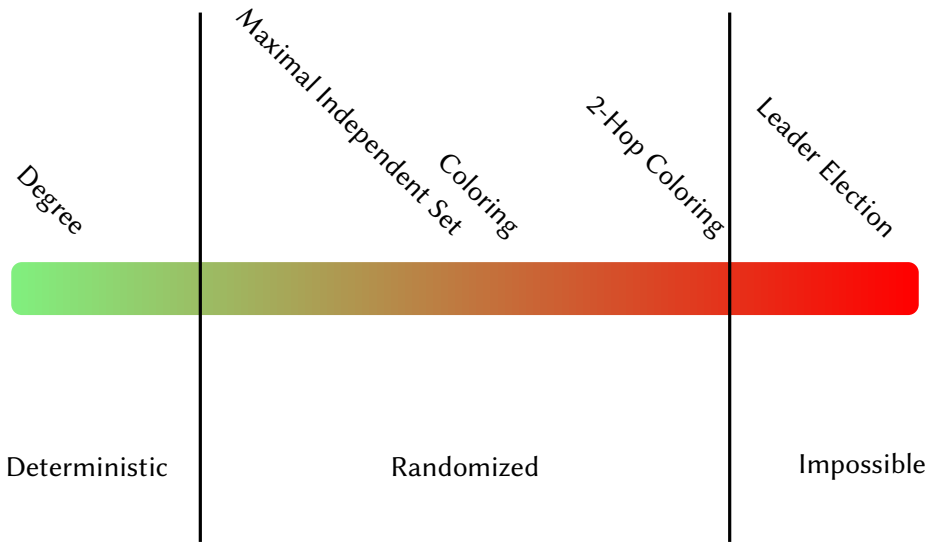 Degree
Maximal Independent Set
Coloring
2-Hop Coloring
Leader Election
Deterministic
Randomized
Impossible